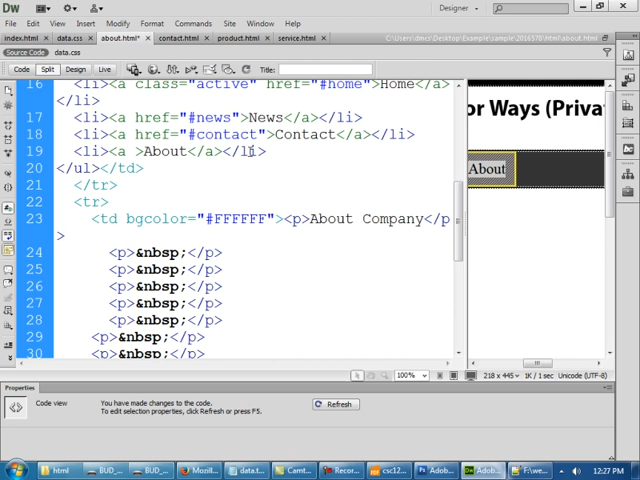 Dw
Designer
File Edit View Insert Modify Format Commands Site Window Help
index.html × data.css × about.html* × contact.html × product.html × service.html ×
C:\Users\dmcs\Desktop\Example\sample\2016578\html\about.html
Source Code data.css
Code Split Design Live Title:
16 <li><a class="active" href="#home">Home</a>
</li>
17 <li><a href="#news">News</a></li>
18 <li><a href="#contact">Contact</a></li>
19 <li><a >About</a></li>
20 </ul></td>
21 </tr>
22 <tr>
23 <td bgcolor="#FFFFFF"><p>About Company</p
>
24 <p>&nbsp;</p>
25 <p>&nbsp;</p>
26 <p>&nbsp;</p>
27 <p>&nbsp;</p>
28 <p>&nbsp;</p>
29 <p>&nbsp;</p>
30 <p>&nbsp;</p>
or Ways (Priva
About
100% 218 x 445 1K / 1 sec Unicode (UTF-8)
Properties
Code view
You have made changes to the code.
To edit selection properties, click Refresh or press F5.
Refresh
html BUD_... BUD_... Mozill... data.t... Camt... Recor... csc12... Adob... Adob... F:\we... 12:27 PM